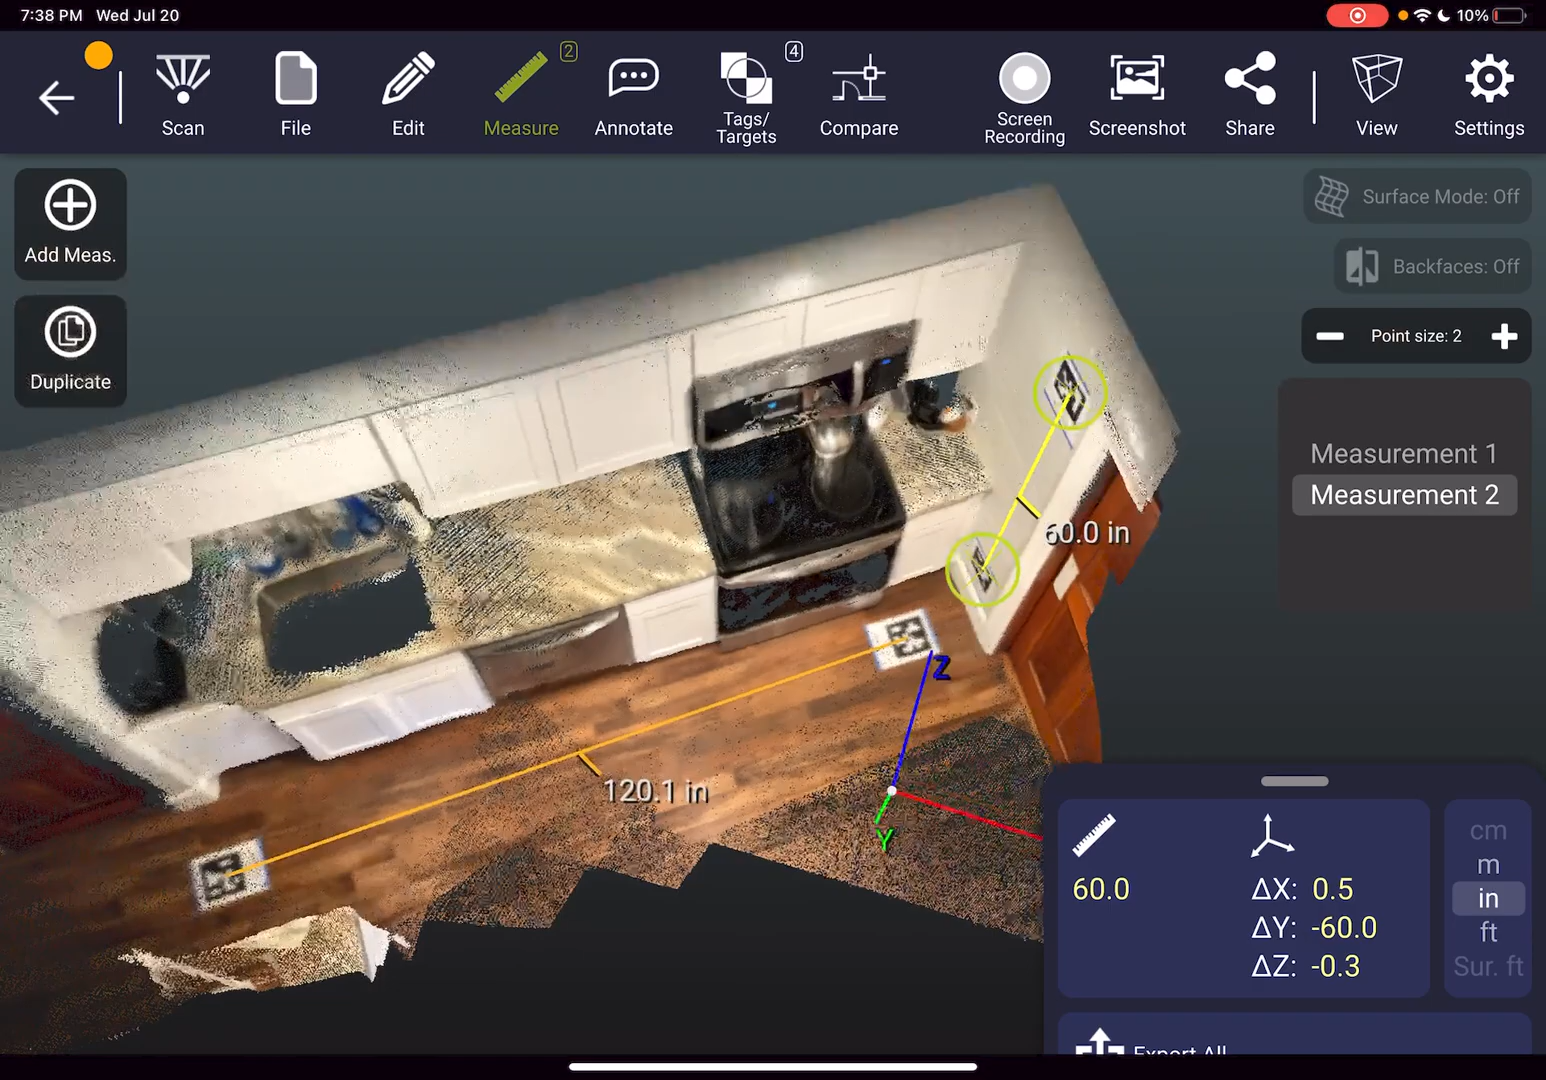 7:38 PM Wed Jul 20
10%
2
4
Scan
File
Edit
Measure
Annotate
Tags/
Targets
Compare
Screen
Recording
Screenshot
Share
View
Settings
Add Meas.
Duplicate
Surface Mode: Off
Backfaces: Off
Point size: 2
Measurement 1
Measurement 2
60.0 in
Z
120.1 in
Y
60.0
ΔX: 0.5
ΔY: -60.0
ΔZ: -0.3
cm
m
in
ft
Sur. ft
Export All